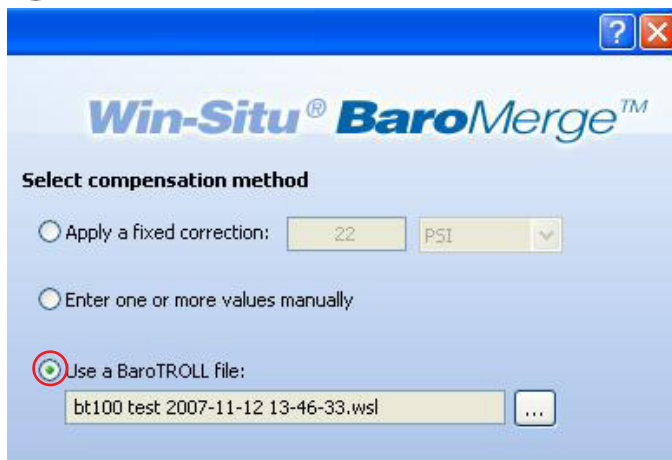 Win-Situ® BaroMerge™
Select compensation method
Apply a fixed correction: 22 PSI
Enter one or more values manually
Use a BaroTROLL file:
bt100 test 2007-11-12 13-46-33.wsl ...